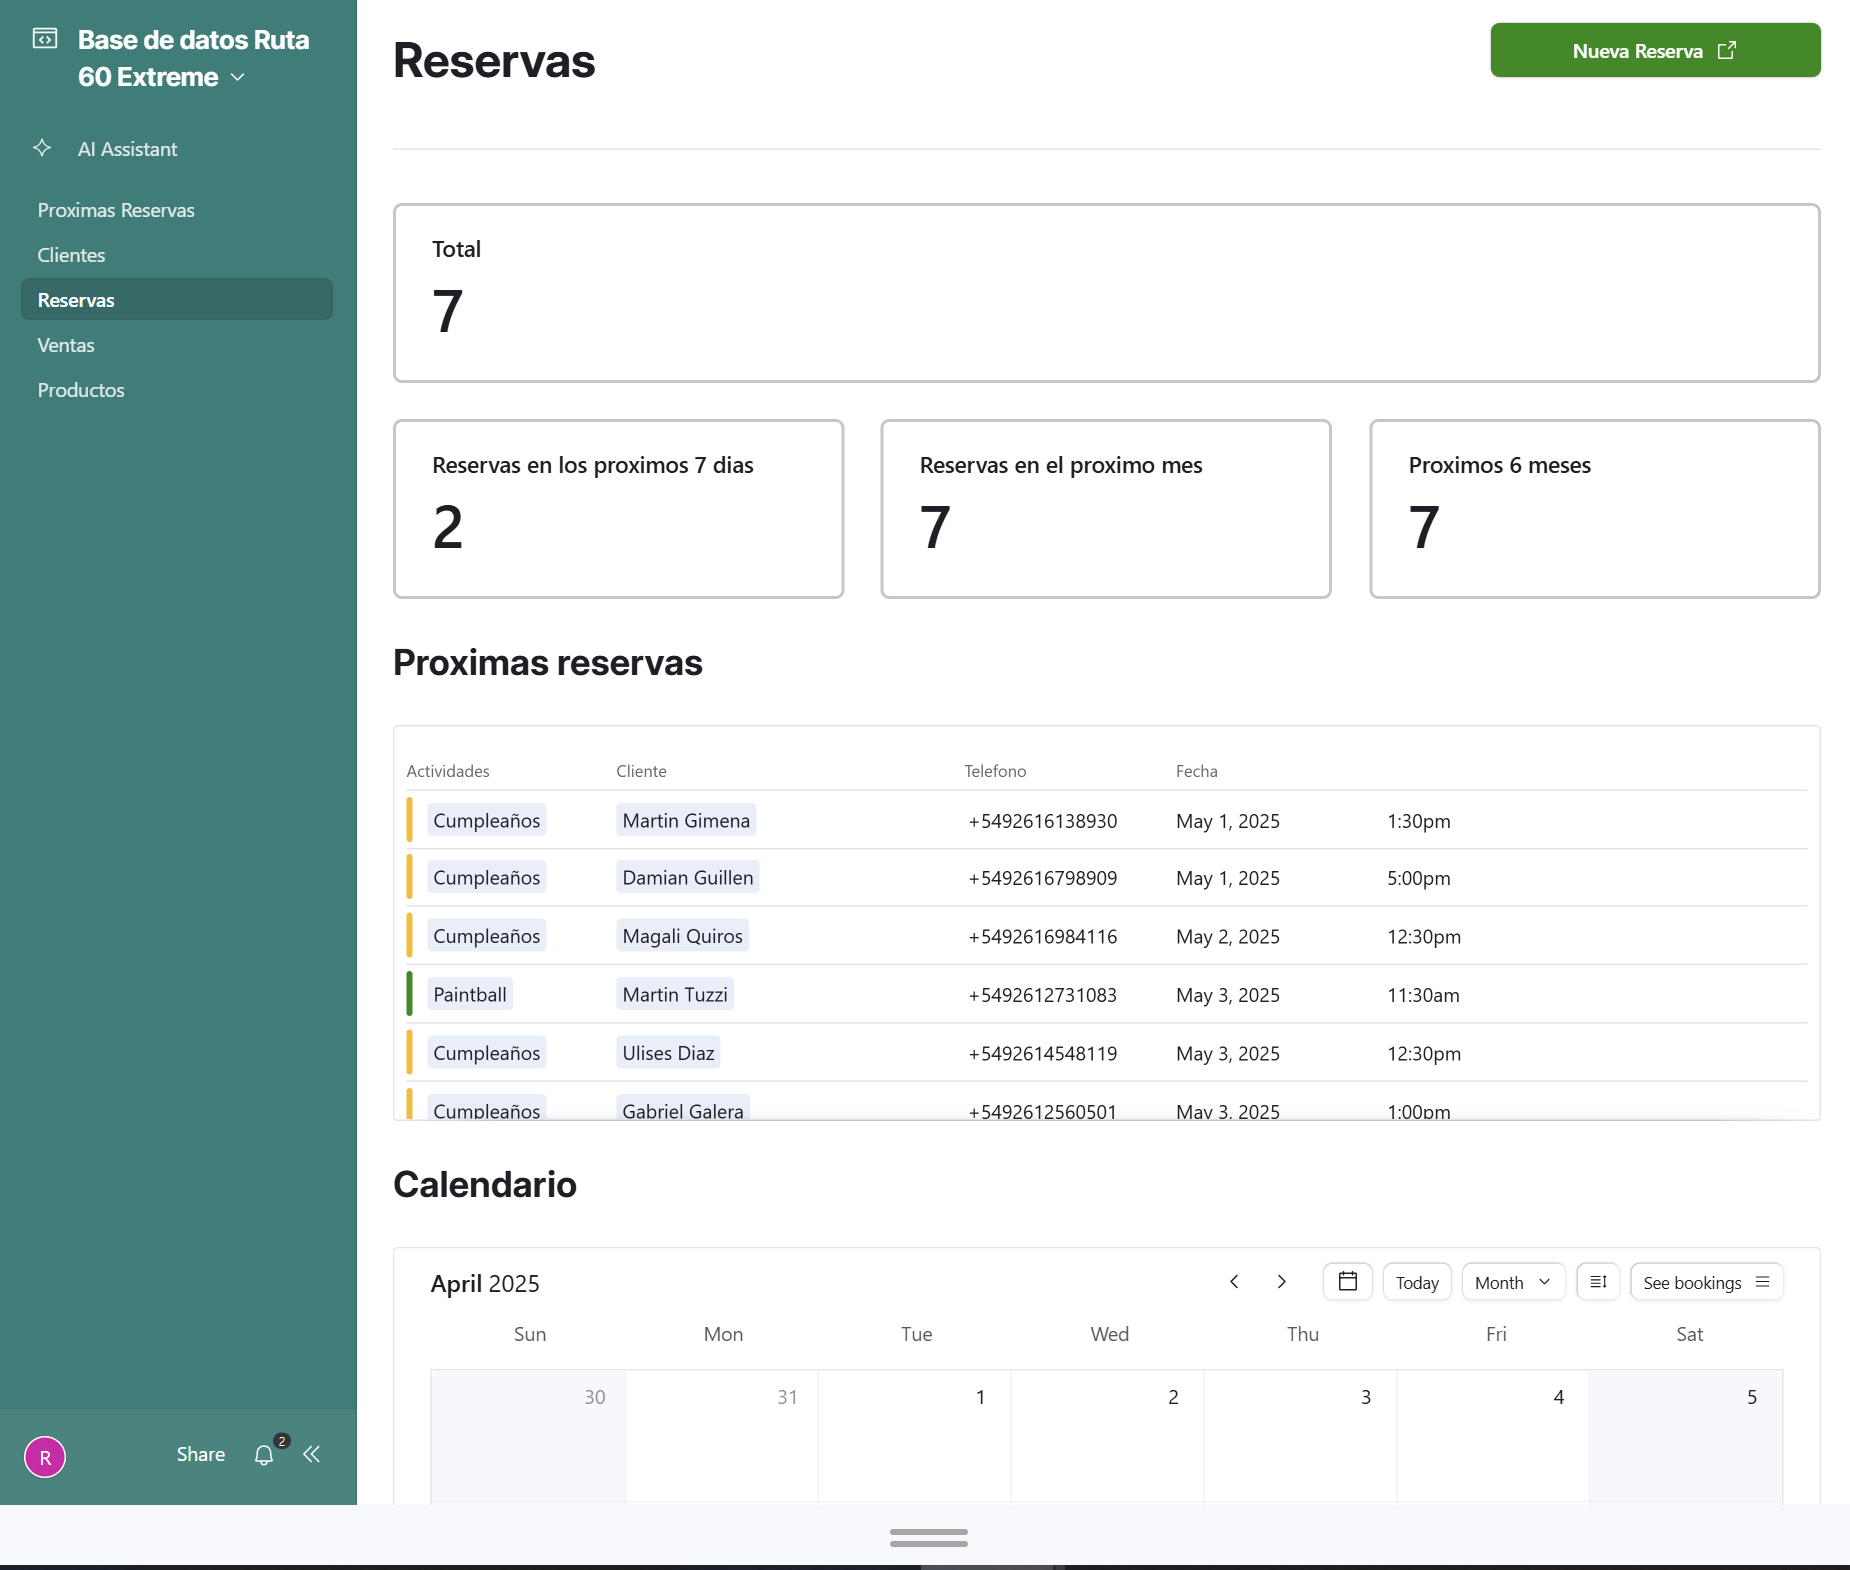 Base de datos Ruta
60 Extreme
AI Assistant
Proximas Reservas
Clientes
Reservas
Ventas
Productos
R
Share
2
Reservas
Nueva Reserva
Total
7
Reservas en los proximos 7 dias
2
Reservas en el proximo mes
7
Proximos 6 meses
7
Proximas reservas
Actividades Cliente Telefono Fecha
Cumpleaños Martin Gimena +5492616138930 May 1, 2025 1:30pm
Cumpleaños Damian Guillen +5492616798909 May 1, 2025 5:00pm
Cumpleaños Magali Quiros +5492616984116 May 2, 2025 12:30pm
Paintball Martin Tuzzi +5492612731083 May 3, 2025 11:30am
Cumpleaños Ulises Diaz +5492614548119 May 3, 2025 12:30pm
Cumpleaños Gabriel Galera +5492612560501 May 3, 2025 1:00pm
Calendario
April 2025 Today Month See bookings
Sun Mon Tue Wed Thu Fri Sat
30 31 1 2 3 4 5